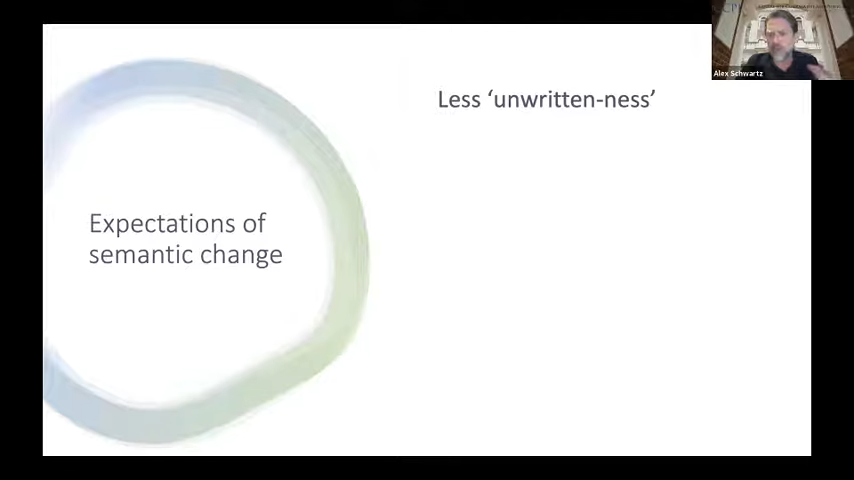 Less ‘unwritten-ness’
Expectations of
semantic change
Alex Schwartz